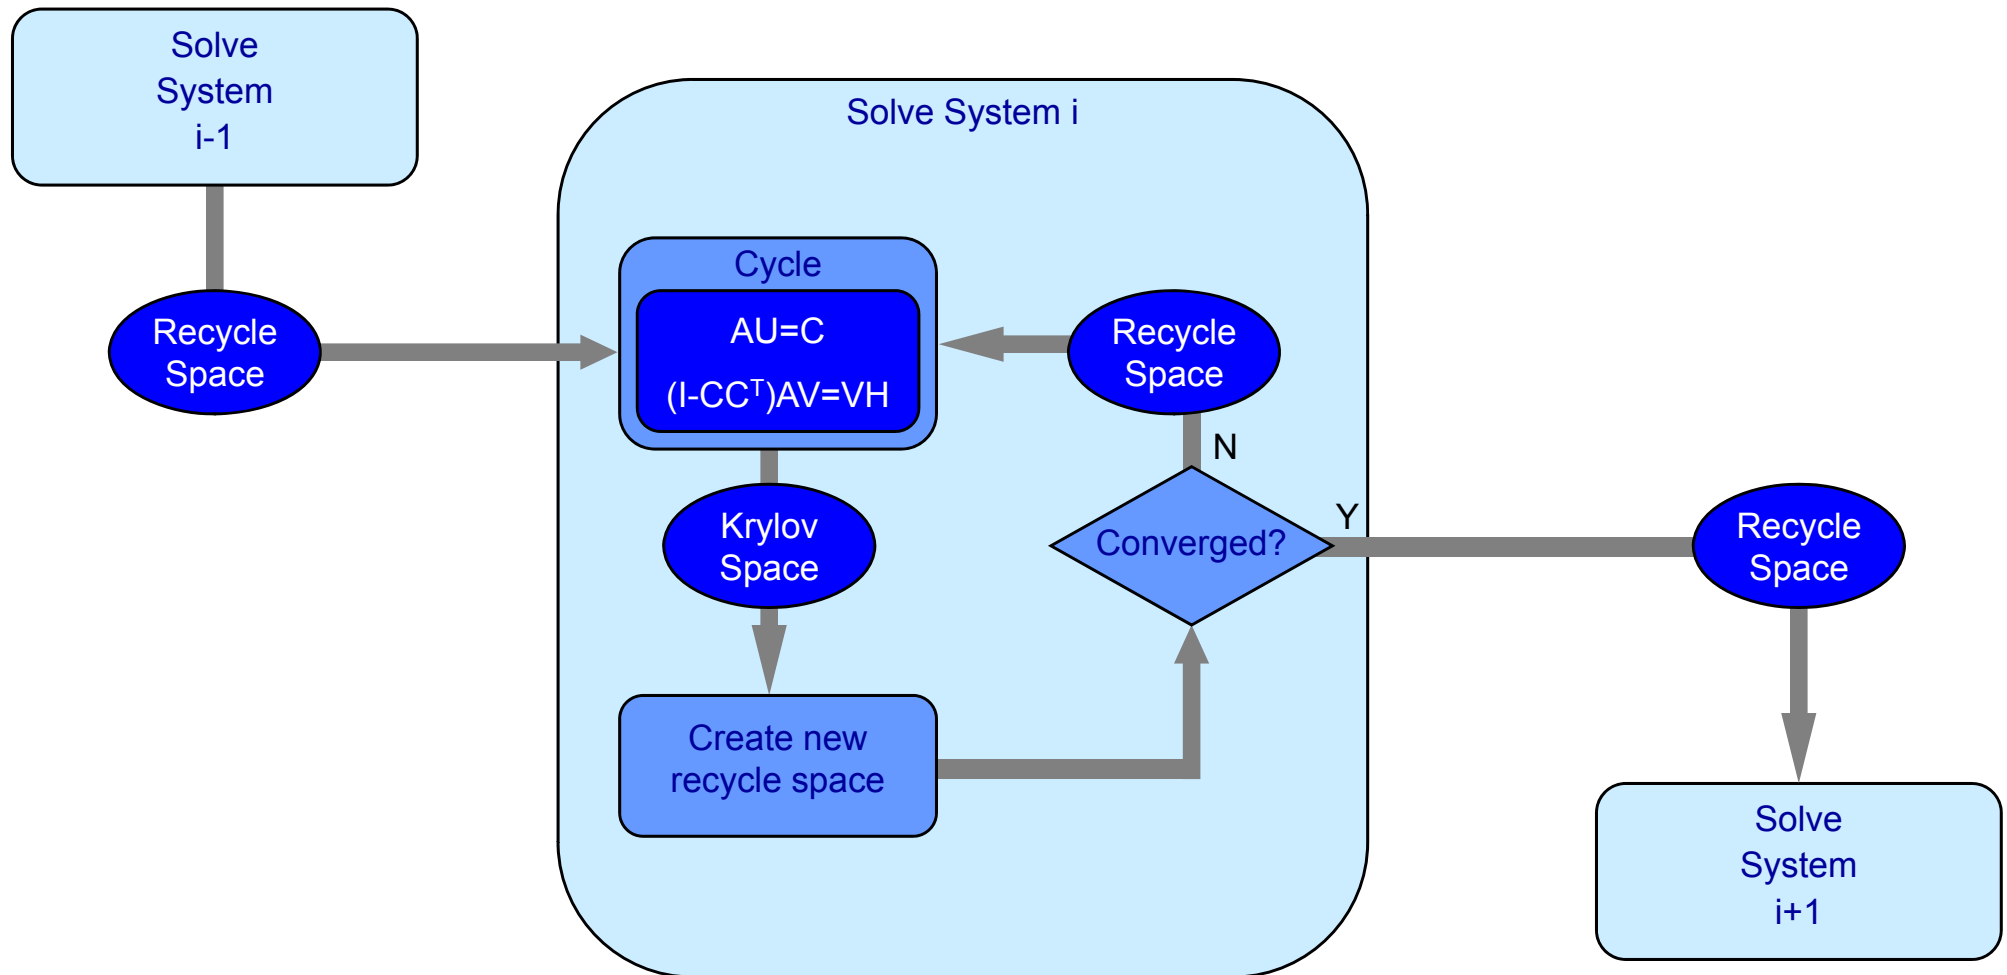 Solve
System
i-1
Recycle
Space
Solve System i
Cycle
AU=C
(I-CCᵀ)AV=VH
Krylov
Space
Create new
recycle space
Converged?
N
Recycle
Space
Y
Recycle
Space
Solve
System
i+1